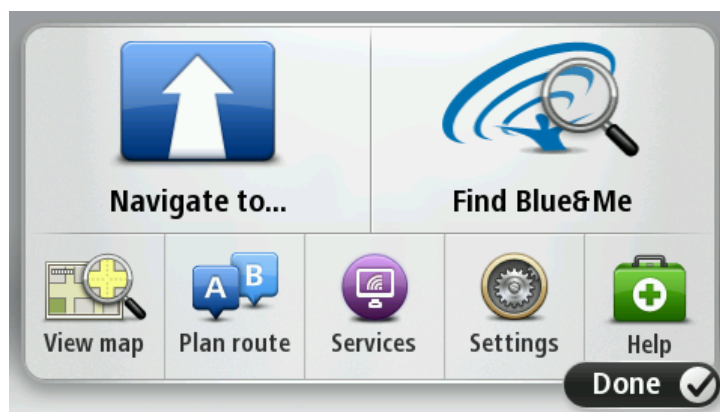 Navigate to...
Find Blue&Me
A B
View map
Plan route
Services
Settings
Help
Done